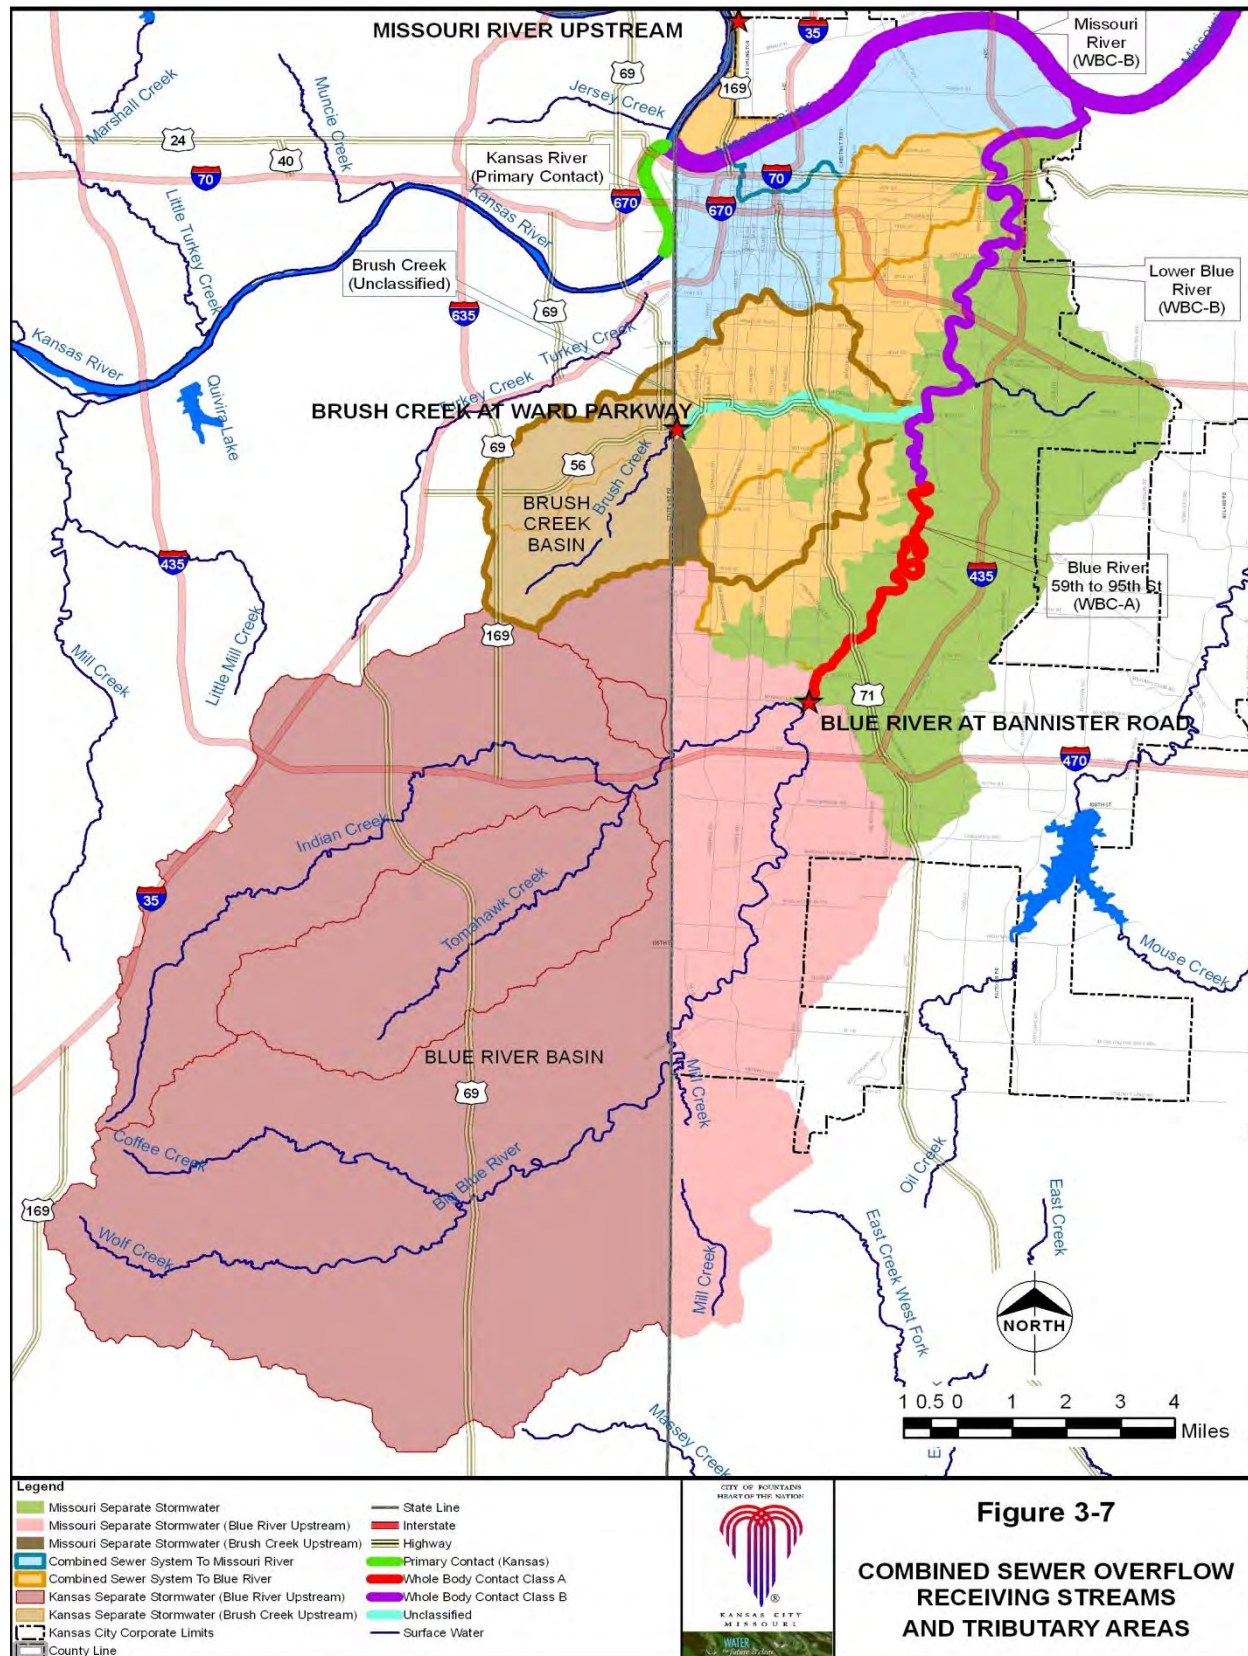 MISSOURI RIVER UPSTREAM
35
Missouri
River
(WBC-B)
Missouri River
69
169
Marshall Creek
Muncie Creek
Jersey Creek
24
40
70
Kansas River
(Primary Contact)
670
70
670
Kansas River
Little Turkey Creek
Brush Creek
(Unclassified)
Lower Blue
River
(WBC-B)
635
69
Turkey Creek
Kansas River
Quivira Lake
Turkey Creek
BRUSH CREEK AT WARD PARKWAY
69
56
Brush Creek
BRUSH
CREEK
BASIN
435
435
Blue River
59th to 95th St
(WBC-A)
169
Mill Creek
Little Mill Creek
71
BLUE RIVER AT BANNISTER ROAD
470
Indian Creek
35
Tomahawk Creek
Mouse Creek
BLUE RIVER BASIN
69
Mill Creek
Coffee Creek
Big Blue River
Oil Creek
169
Wolf Creek
Mill Creek
East Creek West Fork
East Creek
NORTH
1 0.5 0 1 2 3 4
Miles
Massey Creek
Legend
Missouri Separate Stormwater
Missouri Separate Stormwater (Blue River Upstream)
Missouri Separate Stormwater (Brush Creek Upstream)
Combined Sewer System To Missouri River
Combined Sewer System To Blue River
Kansas Separate Stormwater (Blue River Upstream)
Kansas Separate Stormwater (Brush Creek Upstream)
Kansas City Corporate Limits
County Line
State Line
Interstate
Highway
Primary Contact (Kansas)
Whole Body Contact Class A
Whole Body Contact Class B
Unclassified
Surface Water
CITY OF FOUNTAINS
HEART OF THE NATION
®
KANSAS CITY
MISSOURI
WATER
Figure 3-7
COMBINED SEWER OVERFLOW
RECEIVING STREAMS
AND TRIBUTARY AREAS